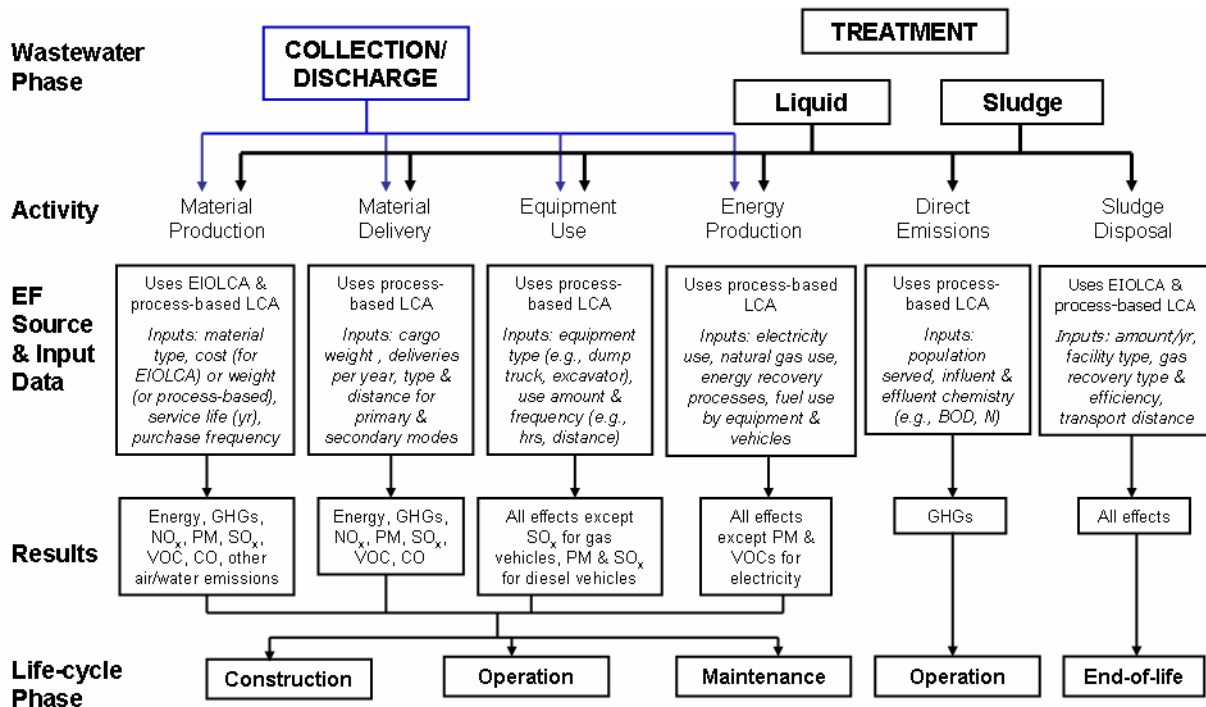 Wastewater
Phase
COLLECTION/
DISCHARGE
TREATMENT
Liquid
Sludge
Activity
Material
Production
Material
Delivery
Equipment
Use
Energy
Production
Direct
Emissions
Sludge
Disposal
EF
Source
& Input
Data
Uses EIOLCA &
process-based LCA
Inputs: material
type, cost (for
EIOLCA) or weight
(or process-based),
service life (yr),
purchase frequency
Uses process-
based LCA
Inputs: cargo
weight , deliveries
per year, type &
distance for
primary &
secondary modes
Uses process-
based LCA
Inputs: equipment
type (e.g., dump
truck, excavator),
use amount &
frequency (e.g.,
hrs, distance)
Uses process-based
LCA
Inputs: electricity
use, natural gas use,
energy recovery
processes, fuel use
by equipment &
vehicles
Uses process-
based LCA
Inputs:
population
served, influent &
effluent chemistry
(e.g., BOD, N)
Uses EIOLCA &
process-based LCA
Inputs: amount/yr,
facility type, gas
recovery type &
efficiency,
transport distance
Results
Energy, GHGs,
NOx, PM, SOx,
VOC, CO, other
air/water emissions
Energy, GHGs,
NOx, PM, SOx,
VOC, CO
All effects except
SOx for gas
vehicles, PM & SOx
for diesel vehicles
All effects
except PM &
VOCs for
electricity
GHGs
All effects
Life-cycle
Phase
Construction
Operation
Maintenance
Operation
End-of-life